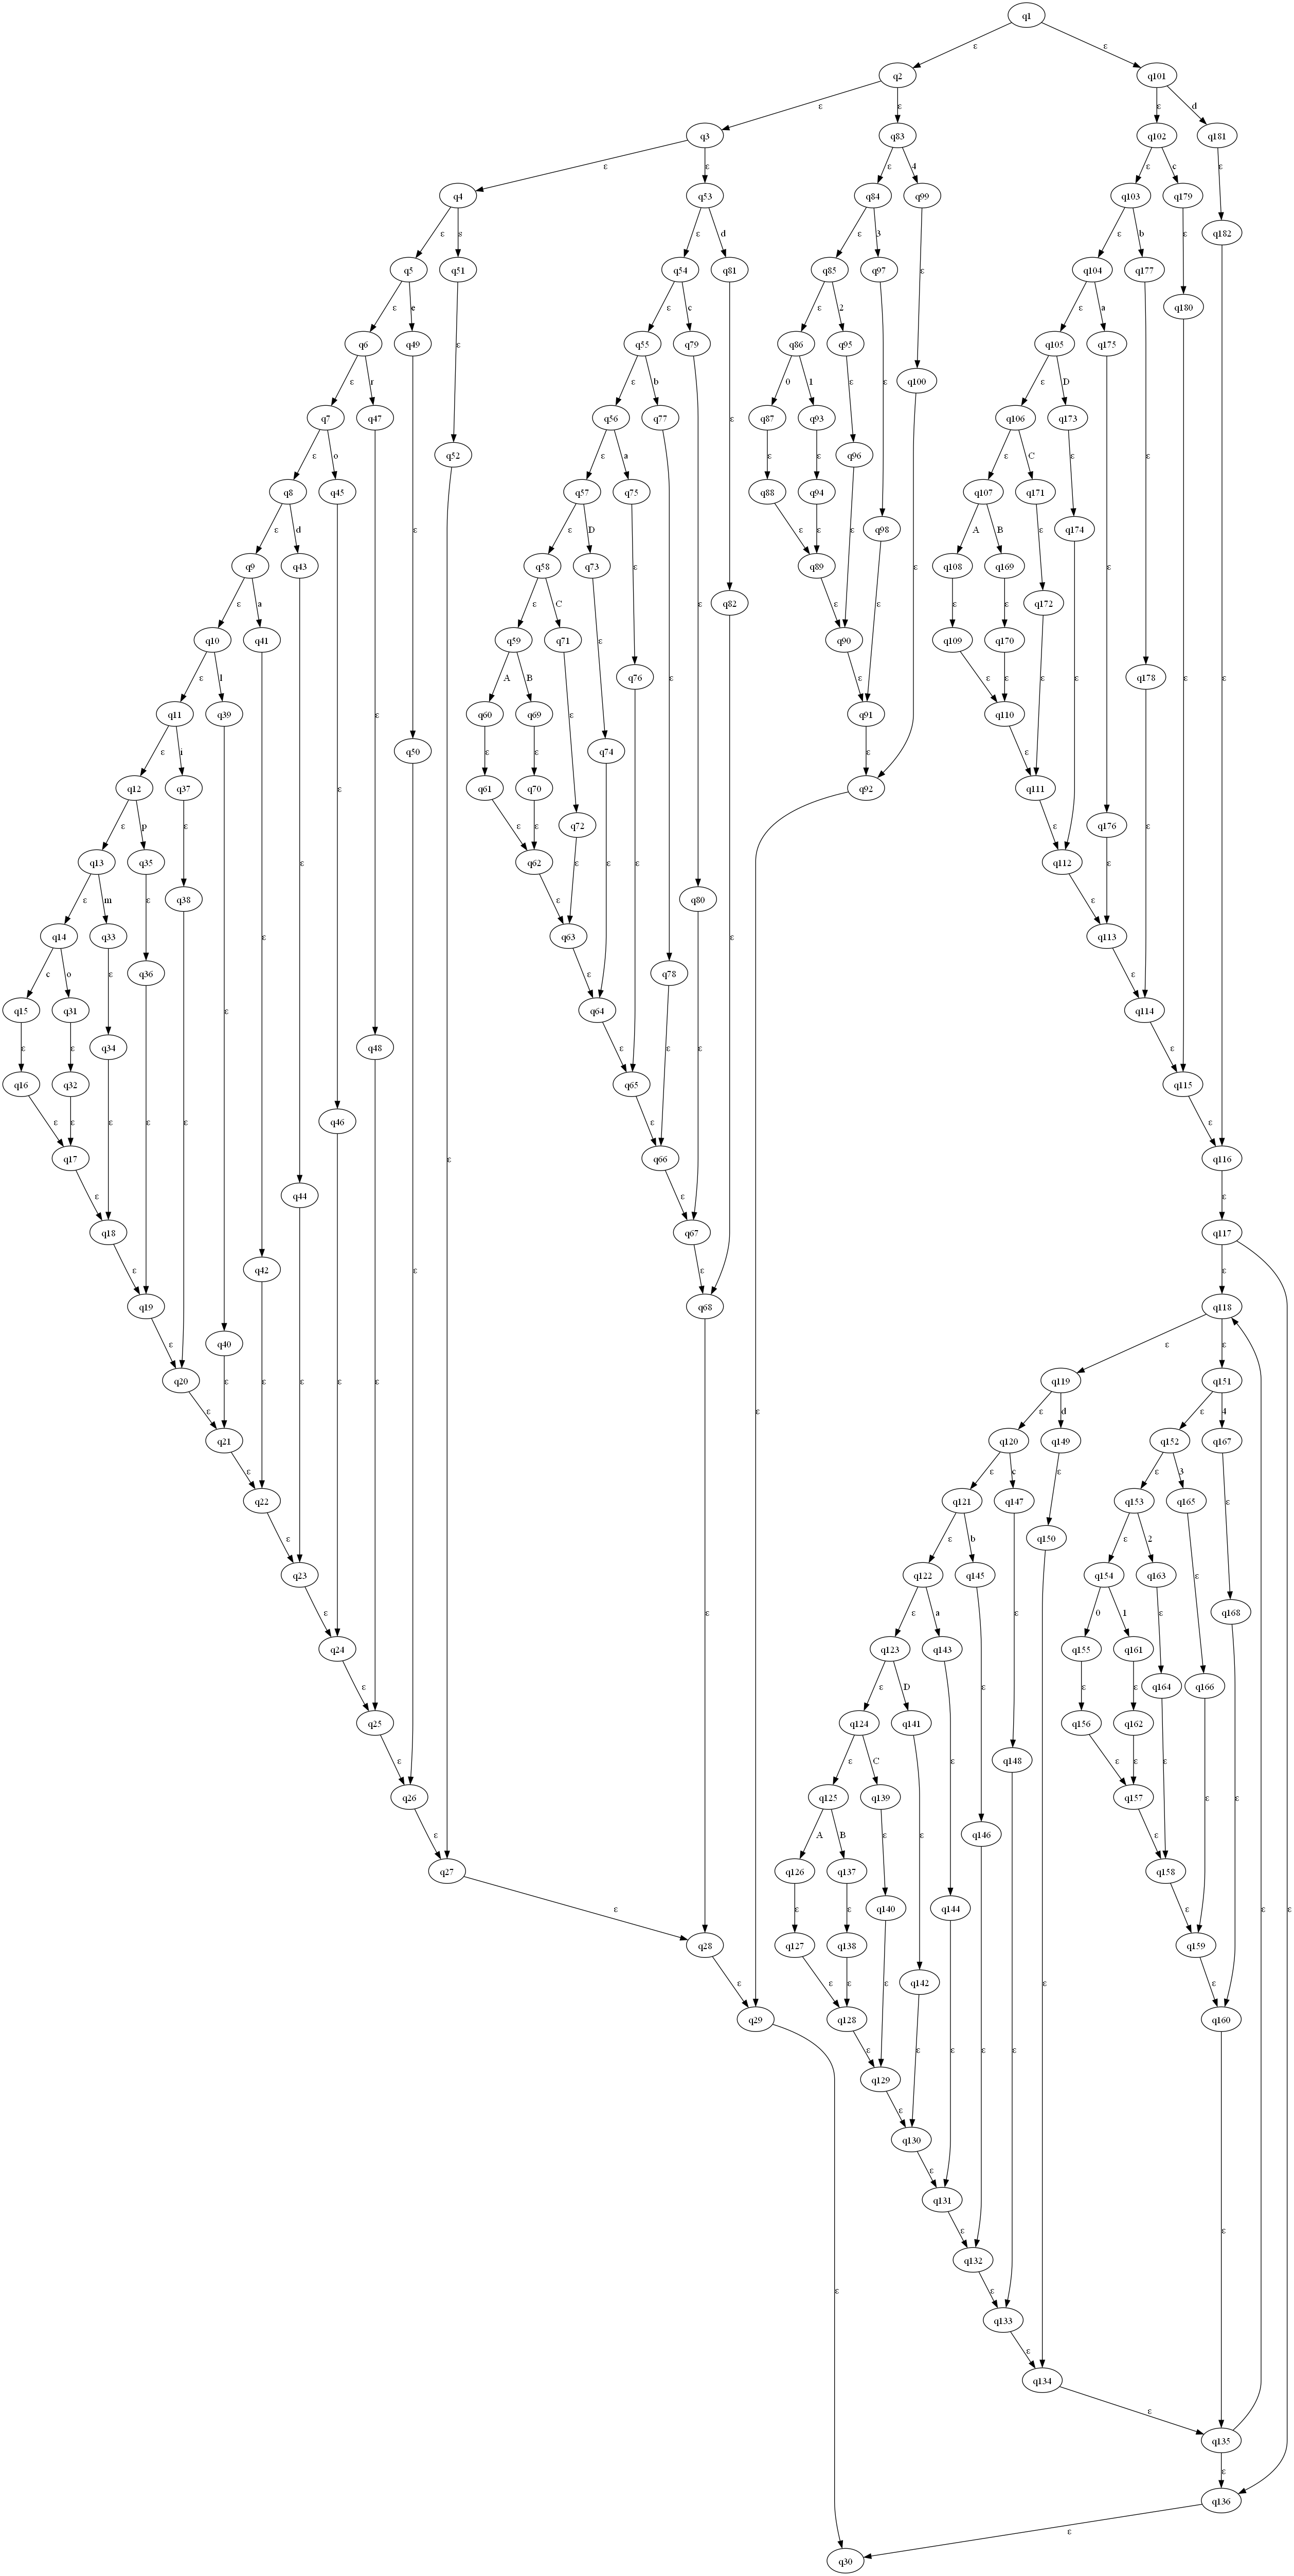 q1
ε ε
q2 q101
ε ε ε d
q3 q83 q102 q181
ε ε ε 4 ε c ε
q4 q53 q84 q99 q103 q179
ε s ε d ε 3 ε b ε q182
q5 q51 q54 q81 q85 q97 q104 q177
ε e ε c ε 2 ε ε a q180
q6 q49 ε q55 q79 q86 q95 q105 q175
ε r ε b 0 1 ε q100 ε D
q7 q47 q56 q77 q87 q93 ε q106 q173
ε o q52 ε a ε ε q96 ε C ε
q8 q45 q57 q75 q88 q94 q107 q171
ε d ε ε D ε ε ε q98 A B ε q174
q9 q43 q58 q73 q89 ε ε
ε a ε C ε q82 ε ε ε q108 q169 ε ε q172
q10 q41 q59 q71 q90 q109 q170
ε l A B ε ε ε ε ε ε ε q178 ε
q11 q39 q60 q69 q91 q110
ε i ε ε ε q50 ε q74 ε ε
q12 q37 q61 q70 q92 q111
ε p ε ε ε ε q72 ε q176 ε
q13 q35 q62 q112
ε m ε ε ε ε ε ε q80 ε ε
q14 q33 q38 q63 q113
c o ε q36 ε ε q78 ε ε
q15 q31 q64 q114
ε ε q34 ε ε ε ε ε ε
q16 q32 q48 q65 q115
ε ε ε ε ε q46 ε ε ε
q17 ε q66 q116
ε q44 ε ε
q18 q67 q117
ε q42 ε ε ε
q19 q68 q118
ε q40 ε ε ε
q20 q119 q151
ε ε ε ε ε ε d ε 4
q21 q120 q152 q167
ε ε c ε ε 3 ε
q22 q121 q147 q153 q165
ε ε b q150 ε 2
q23 q122 q145 q154 q163
ε ε a ε 0 1 ε ε q168
q24 q123 q143 q155 q161
ε ε D ε ε ε q164 q166
q25 q124 q141 q156 q162
ε ε C ε q148 ε ε ε
q26 q125 q139 q157
ε A B ε q146 ε ε ε
q27 q126 q137 q158
ε ε ε q140 q144 ε ε
q28 q127 q138 q159
ε ε ε ε q142 ε ε ε
q29 q128 q160
ε ε ε ε ε
q129
ε
q130
ε
q131
ε ε
q132
ε ε
q133
ε
q134
ε
q135
ε
q136
ε
q30